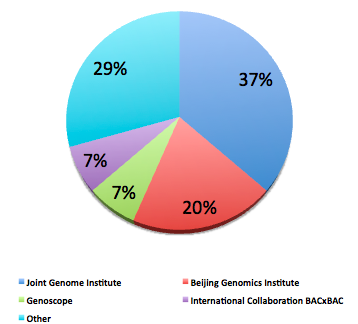 29%
37%
7%
7%
20%
Joint Genome Institute
Beijing Genomics Institute
Genoscope
International Collaboration BACxBAC
Other